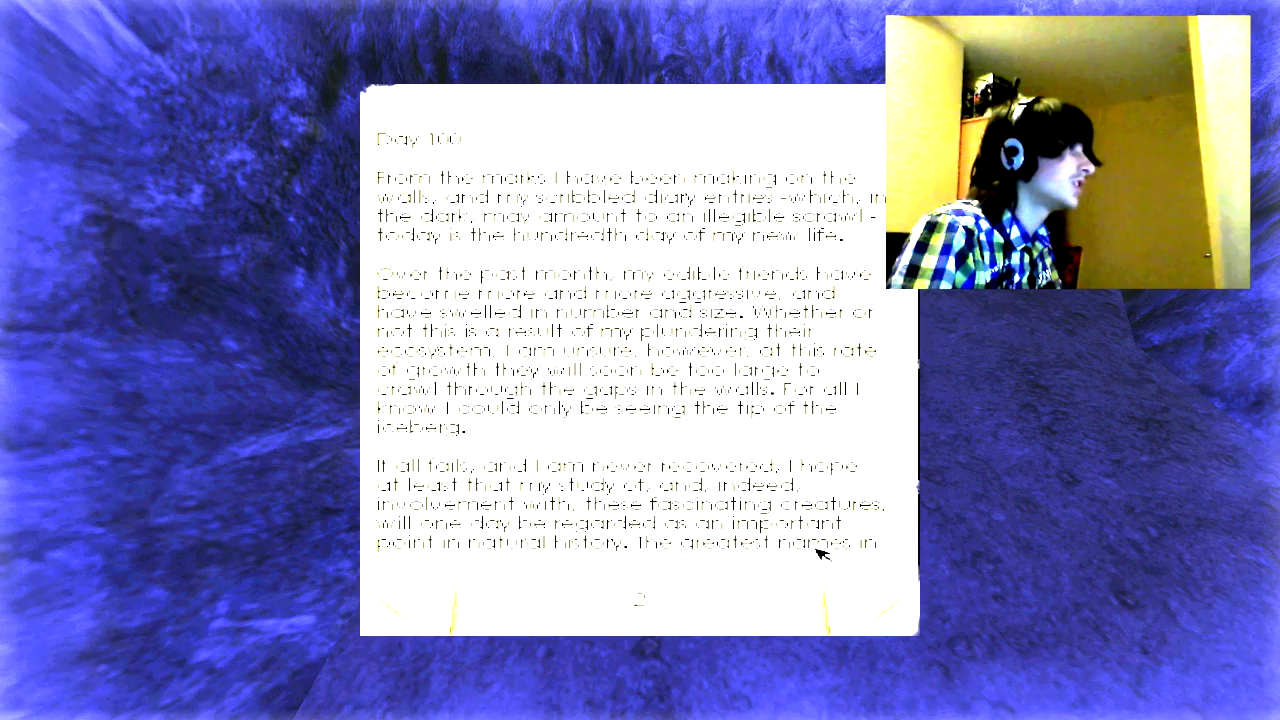 Day 100
From the marks I have been making on the
walls, and my scribbled diary entries -which, in
the dark, may amount to an illegible scrawl -
today is the hundredth day of my new life.
Over the past month, my edible friends have
become more and more aggressive, and
have swelled in number and size. Whether or
not this is a result of my plundering their
ecosystem, I am unsure, however, at this rate
of growth they will soon be too large to
crawl through the gaps in the walls. For all I
know I could only be seeing the tip of the
iceberg.
If all fails, and I am never recovered, I hope
at least that my study of, and, indeed,
involvement with, these fascinating creatures,
will one day be regarded as an important
point in natural history. The greatest names in
2